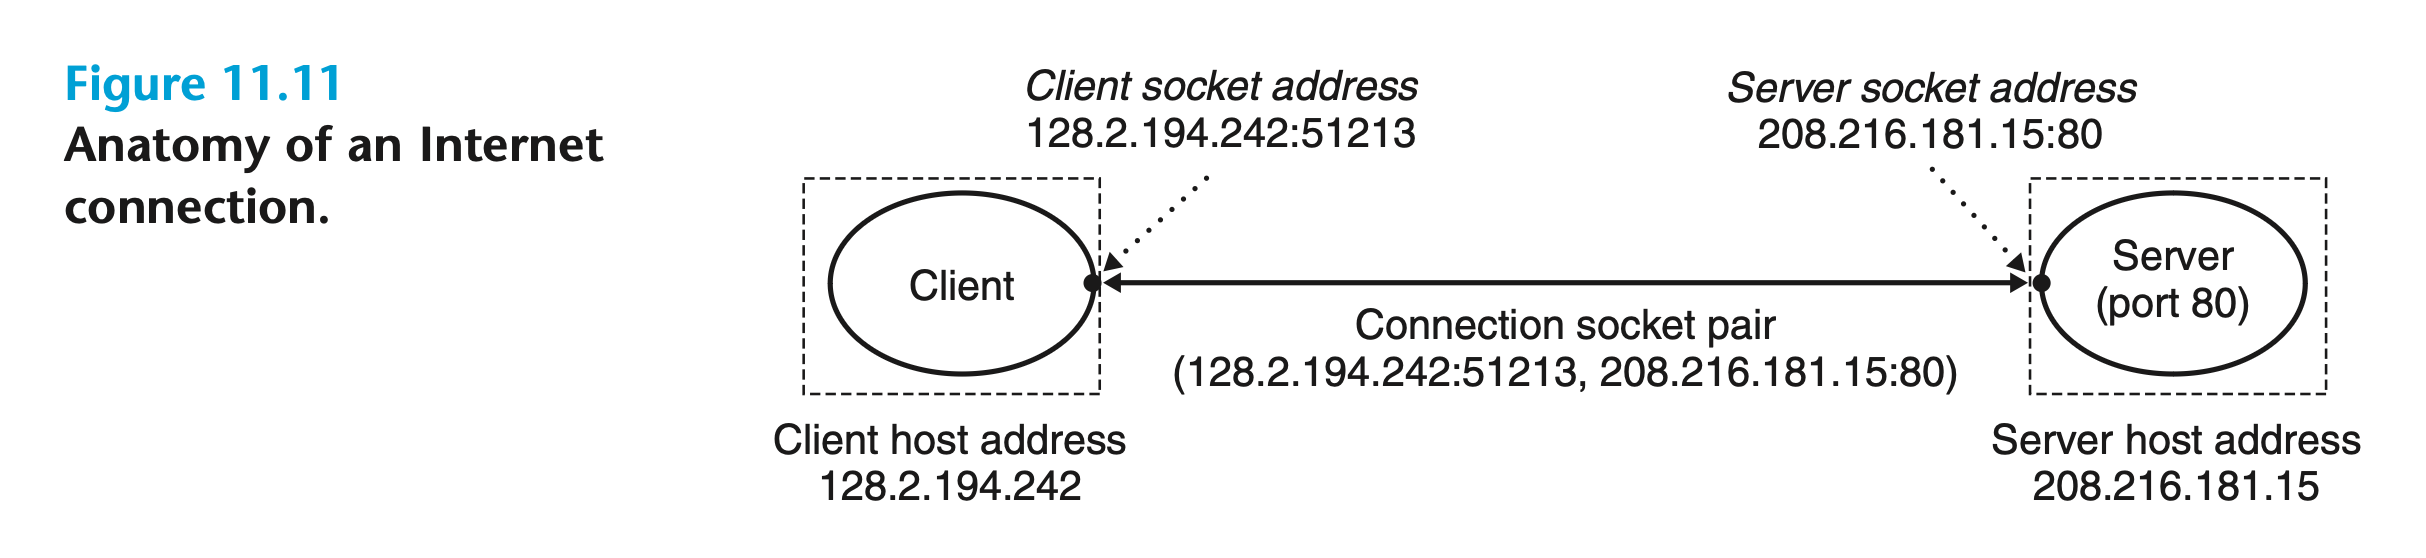 Figure 11.11
Anatomy of an Internet
connection.
Client socket address
128.2.194.242:51213
Server socket address
208.216.181.15:80
Client
Server
(port 80)
Connection socket pair
(128.2.194.242:51213, 208.216.181.15:80)
Client host address
128.2.194.242
Server host address
208.216.181.15